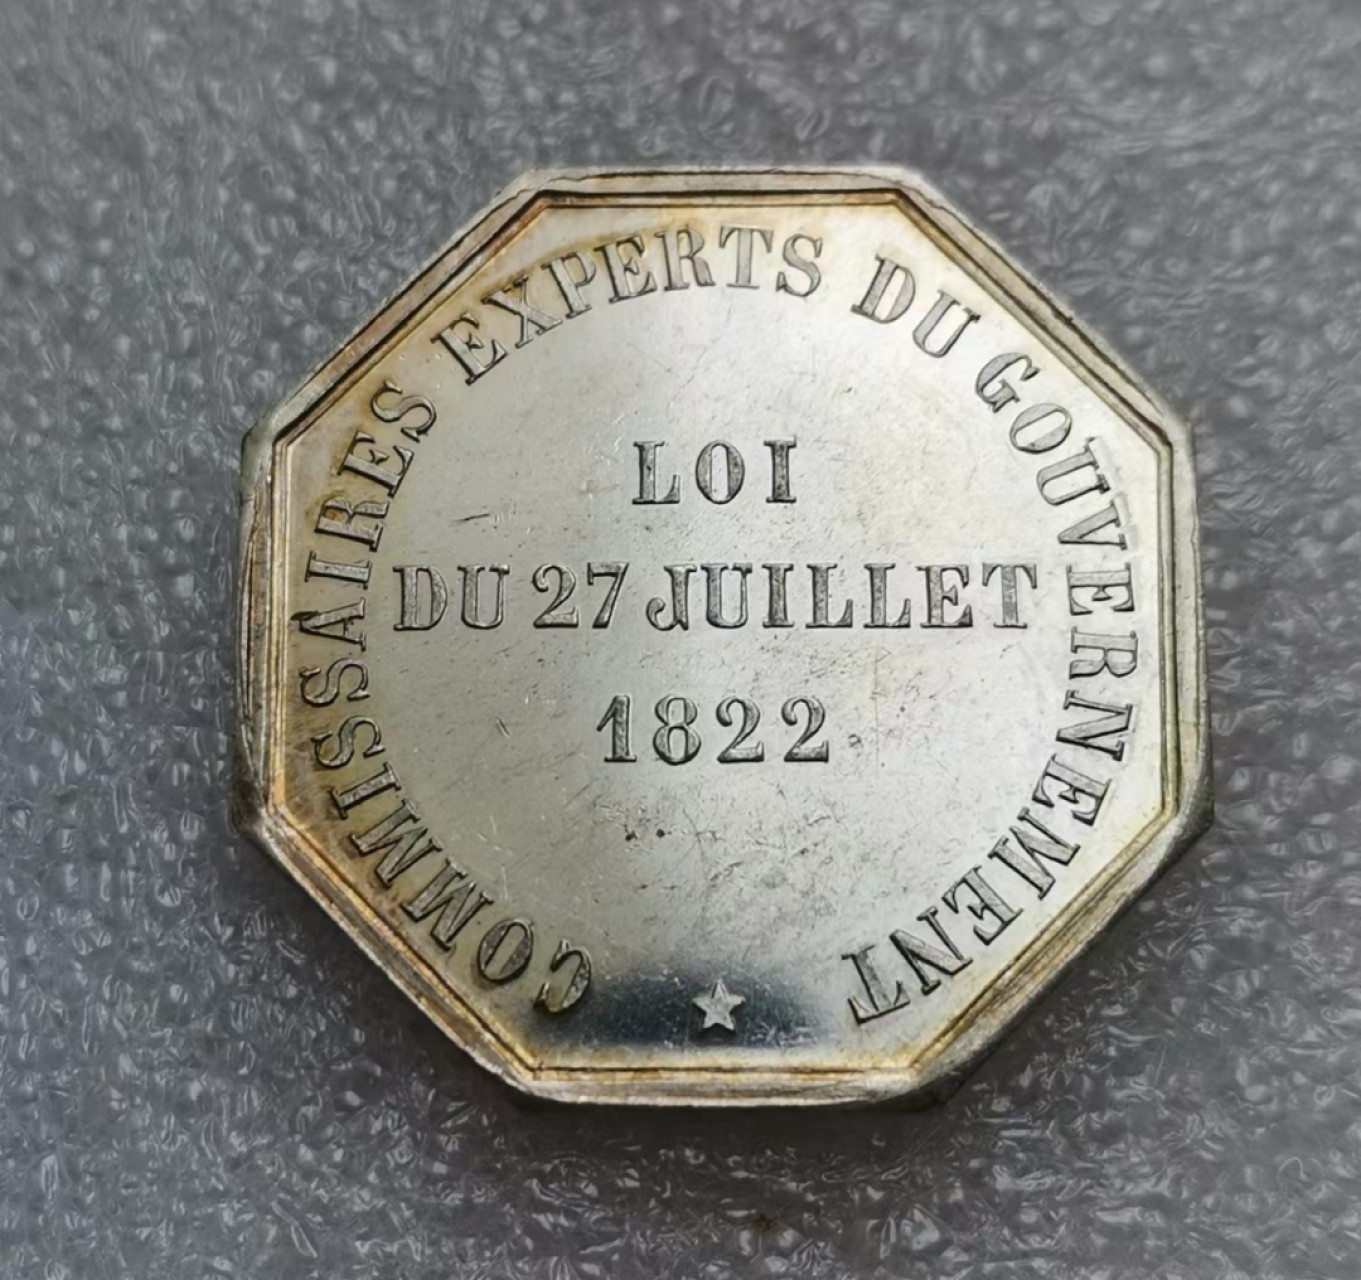 COMMISSAIRES EXPERTS DU GOUVERNEMENT
LOI
DU 27 JUILLET
1822